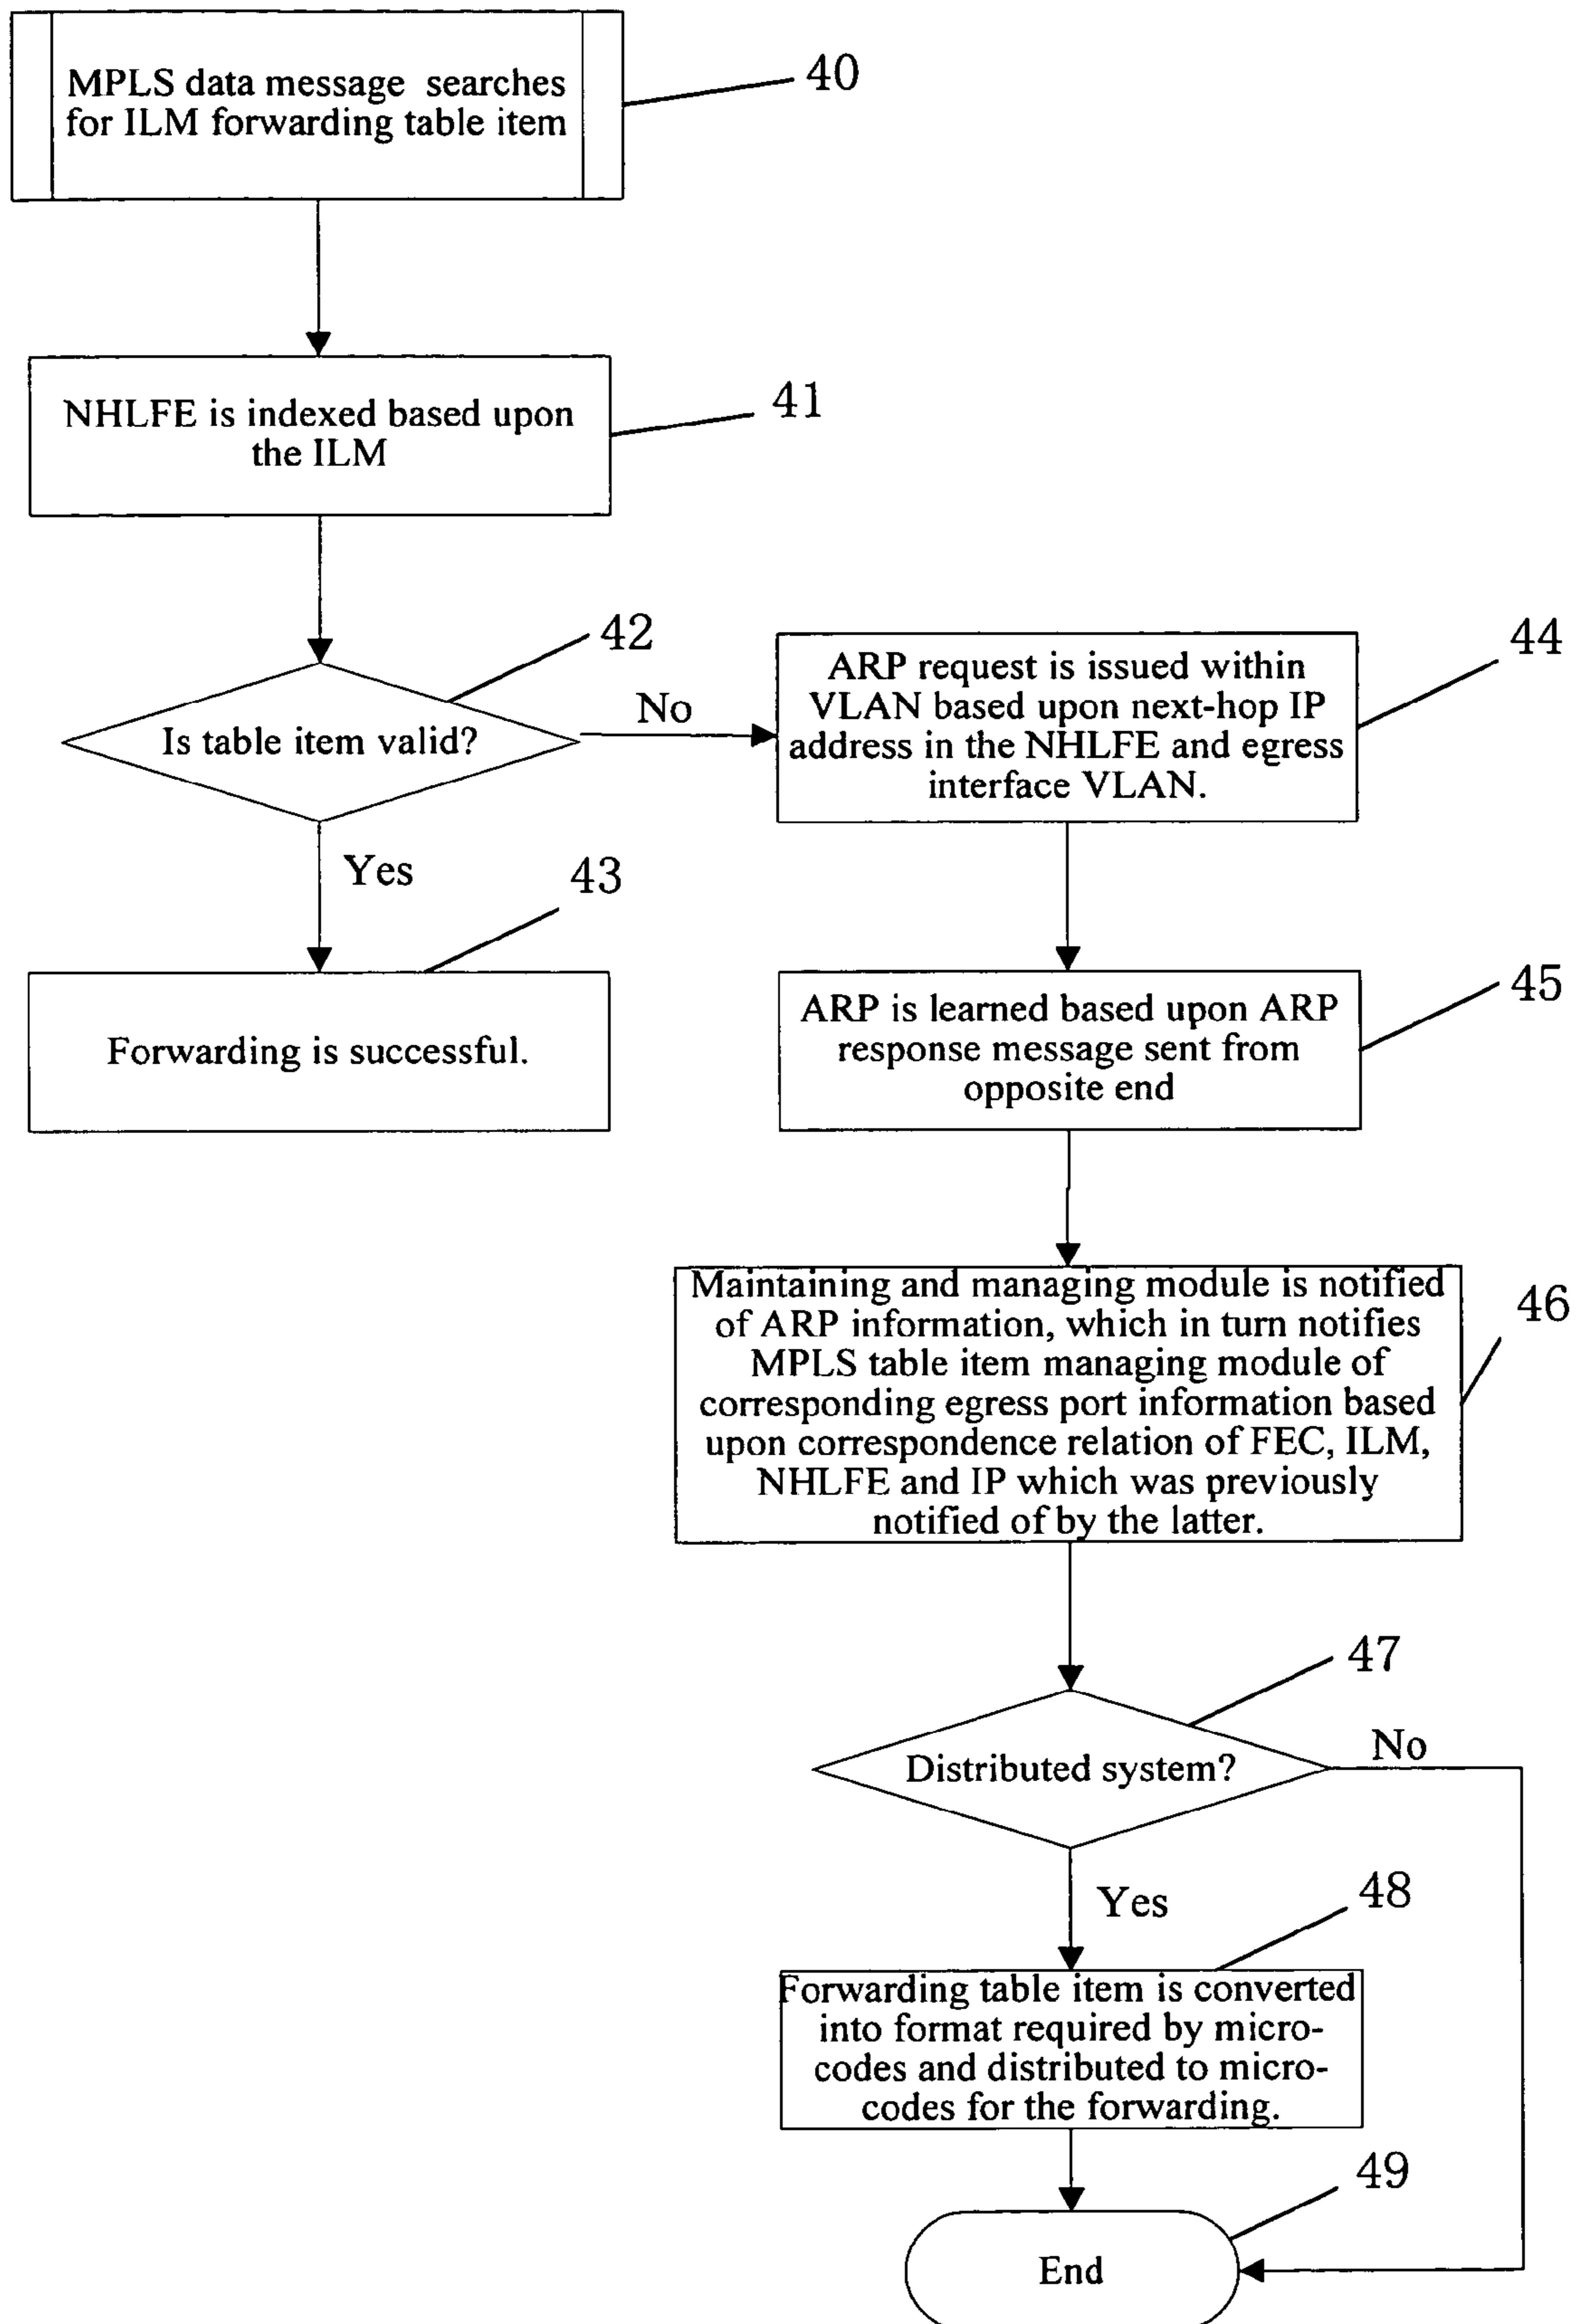 MPLS data message searches
for ILM forwarding table item
40
NHLFE is indexed based upon
the ILM
41
42
Is table item valid?
No
Yes
43
Forwarding is successful.
ARP request is issued within
VLAN based upon next-hop IP
address in the NHLFE and egress
interface VLAN.
44
ARP is learned based upon ARP
response message sent from
opposite end
45
Maintaining and managing module is notified
of ARP information, which in turn notifies
MPLS table item managing module of
corresponding egress port information based
upon correspondence relation of FEC, ILM,
NHLFE and IP which was previously
notified of by the latter.
46
47
Distributed system?
No
Yes
48
Forwarding table item is converted
into format required by micro-
codes and distributed to micro-
codes for the forwarding.
49
End